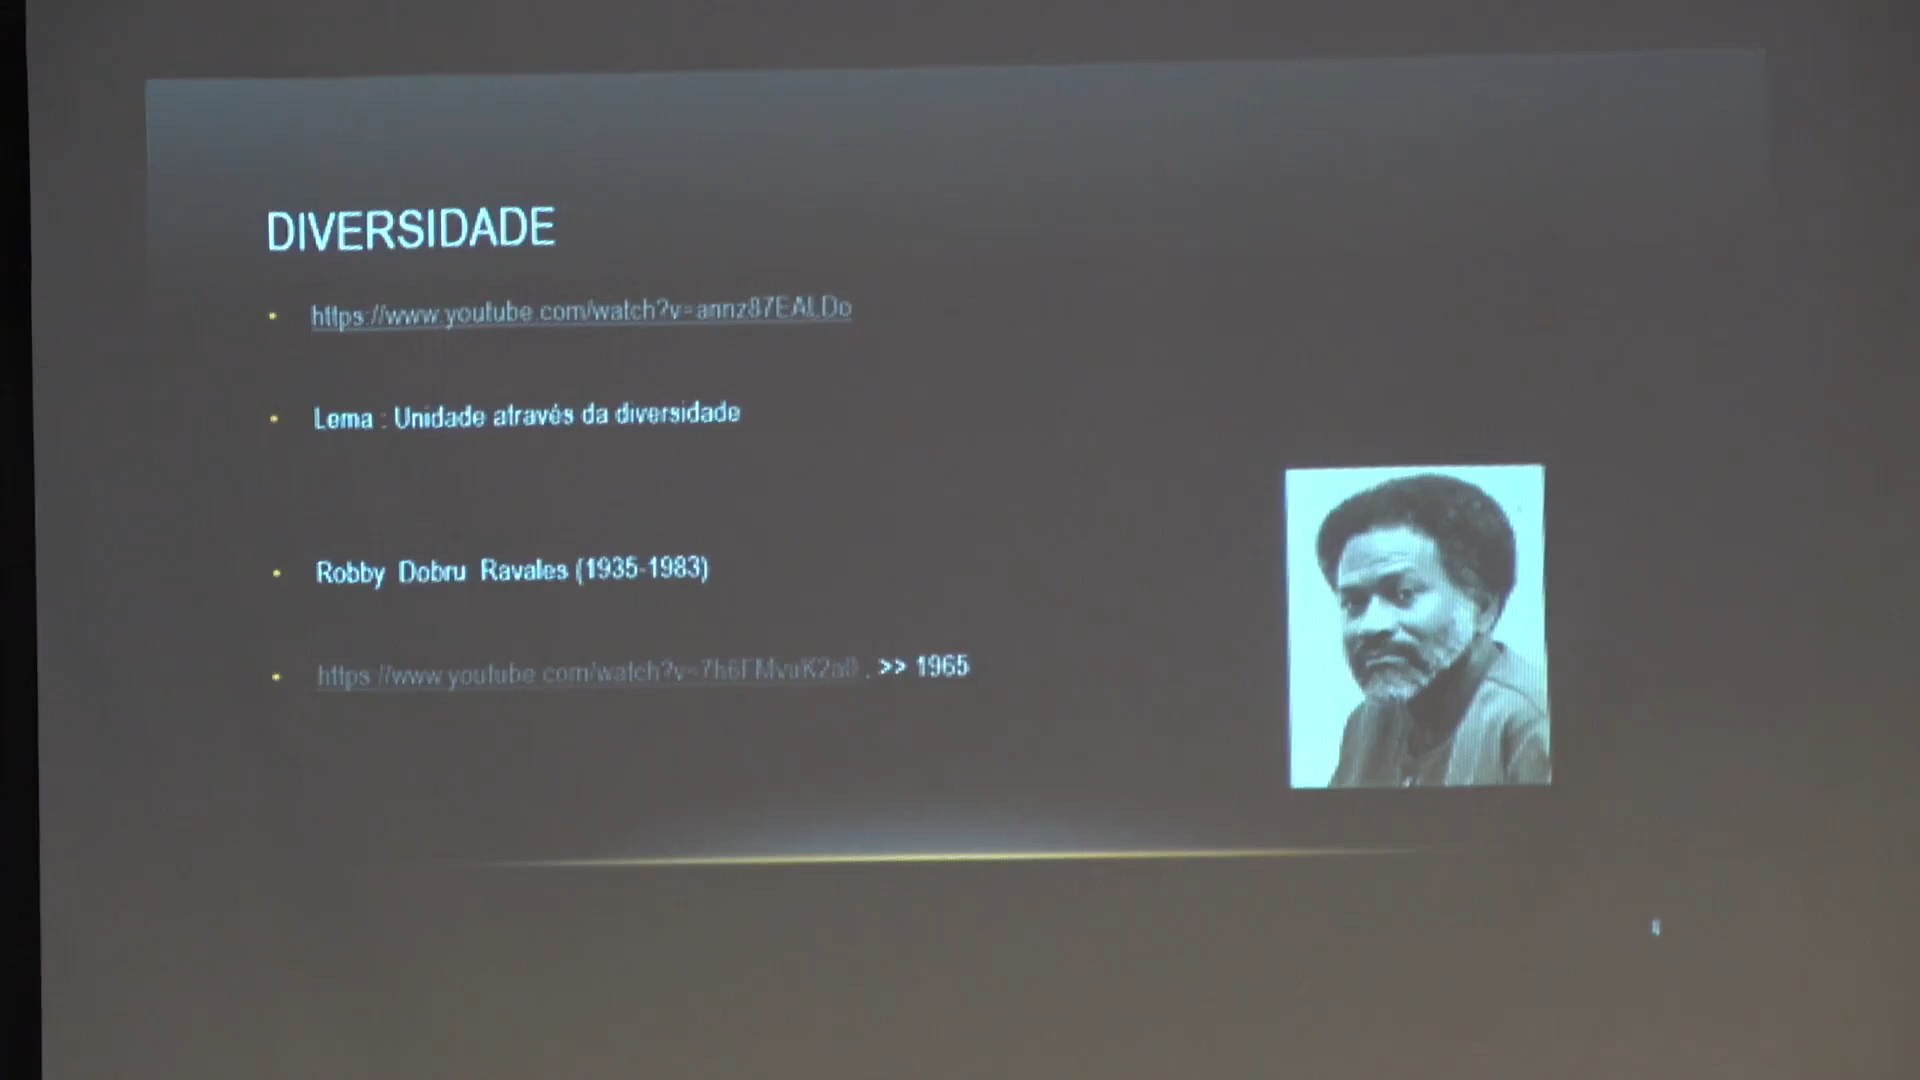 DIVERSIDADE
https://www.youtube.com/watch?v=annz87EALDo
Lema : Unidade através da diversidade
Robby Dobru Ravales (1935-1983)
>> 1965